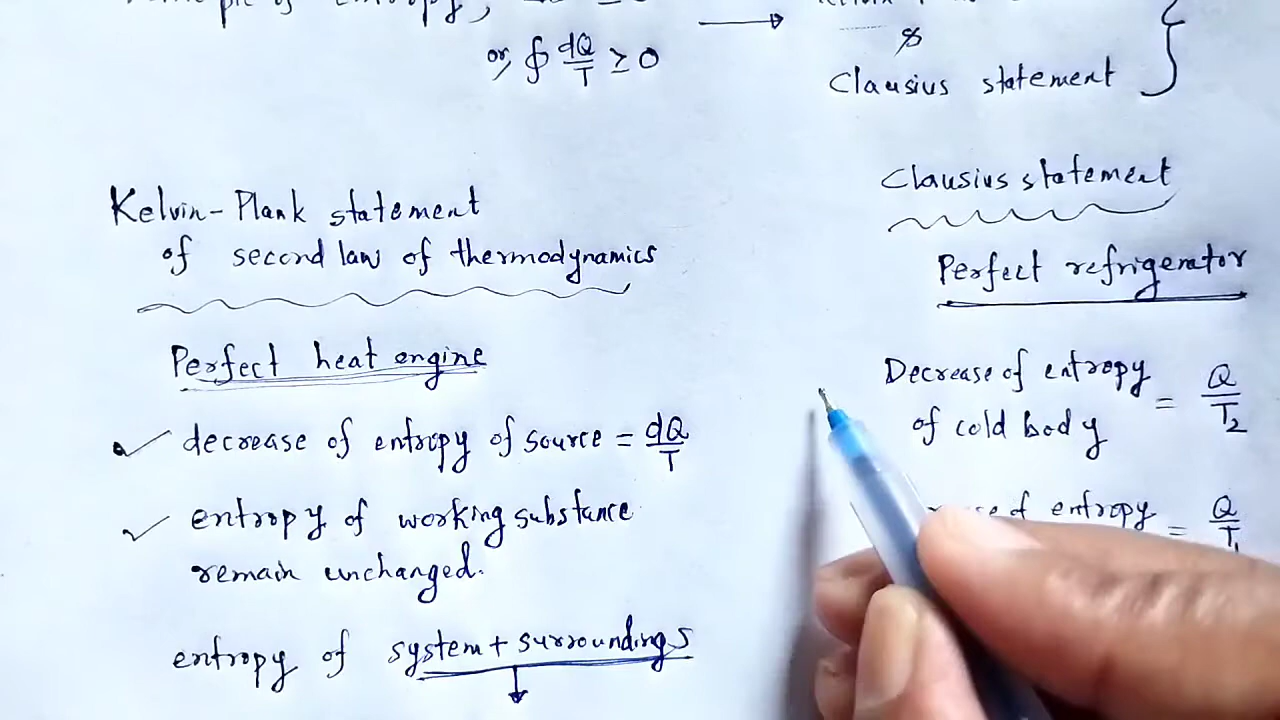 of
or, ∮ dQ/T ≥ 0
&
Clausius statement
Kelvin-Plank statement
of second law of thermodynamics
Perfect heat engine
decrease of entropy of source = dQ/T
entropy of working substance
remain unchanged.
entropy of system + surroundings
Clausius statement
Perfect refrigerator
Decrease of entropy
of cold body = Q/T₂
of entropy = Q/T₁